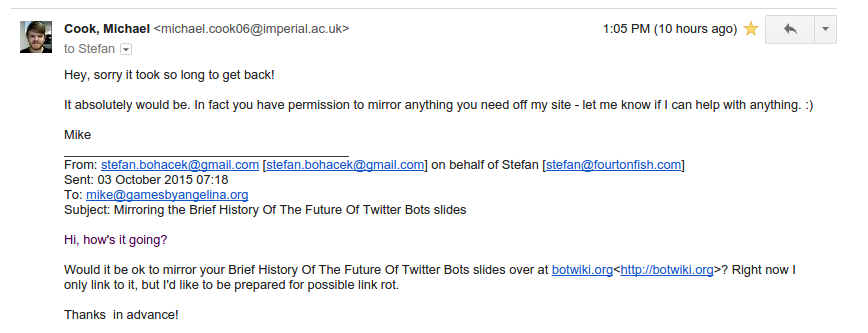 Cook, Michael <michael.cook06@imperial.ac.uk> 1:05 PM (10 hours ago)
to Stefan
Hey, sorry it took so long to get back!
It absolutely would be. In fact you have permission to mirror anything you need off my site - let me know if I can help with anything. :)
Mike
________________________________________
From: stefan.bohacek@gmail.com [stefan.bohacek@gmail.com] on behalf of Stefan [stefan@fourtonfish.com]
Sent: 03 October 2015 07:18
To: mike@gamesbyangelina.org
Subject: Mirroring the Brief History Of The Future Of Twitter Bots slides
Hi, how's it going?
Would it be ok to mirror your Brief History Of The Future Of Twitter Bots slides over at botwiki.org<http://botwiki.org>? Right now I
only link to it, but I'd like to be prepared for possible link rot.
Thanks  in advance!